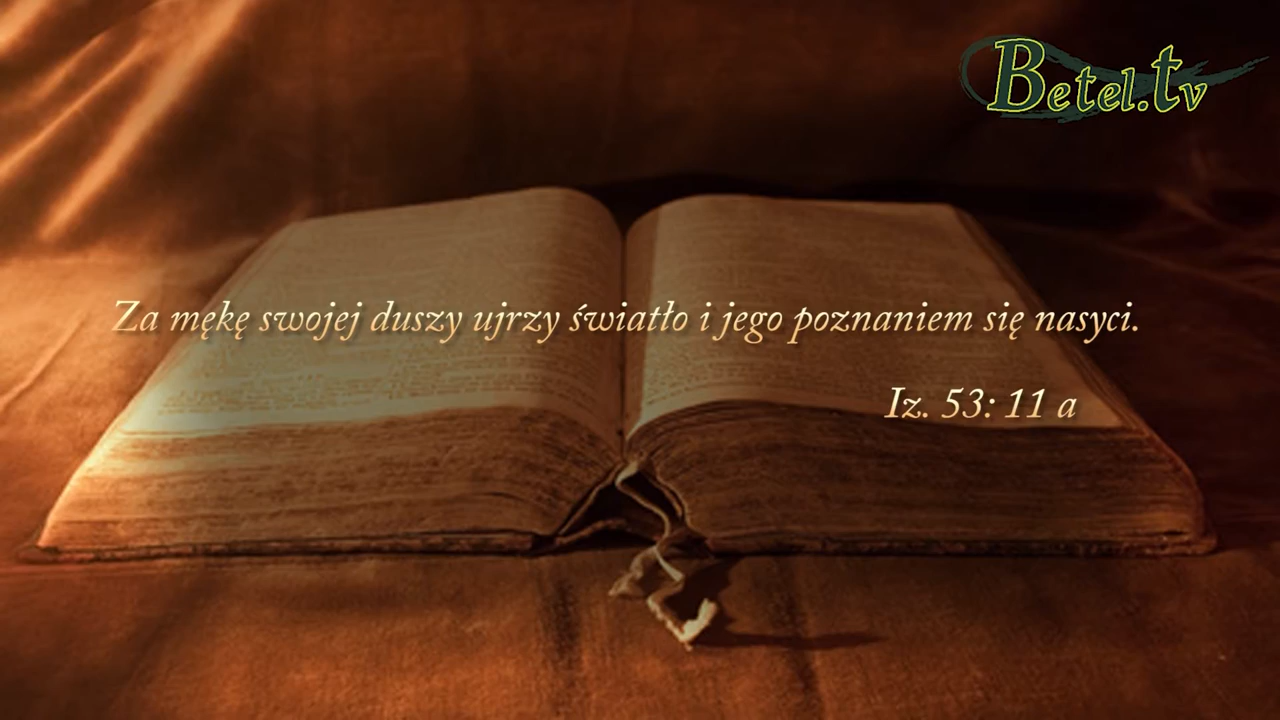 Betel.tv
Za mękę swojej duszy ujrzy światło i jego poznaniem się nasyci.
Iz. 53: 11 a